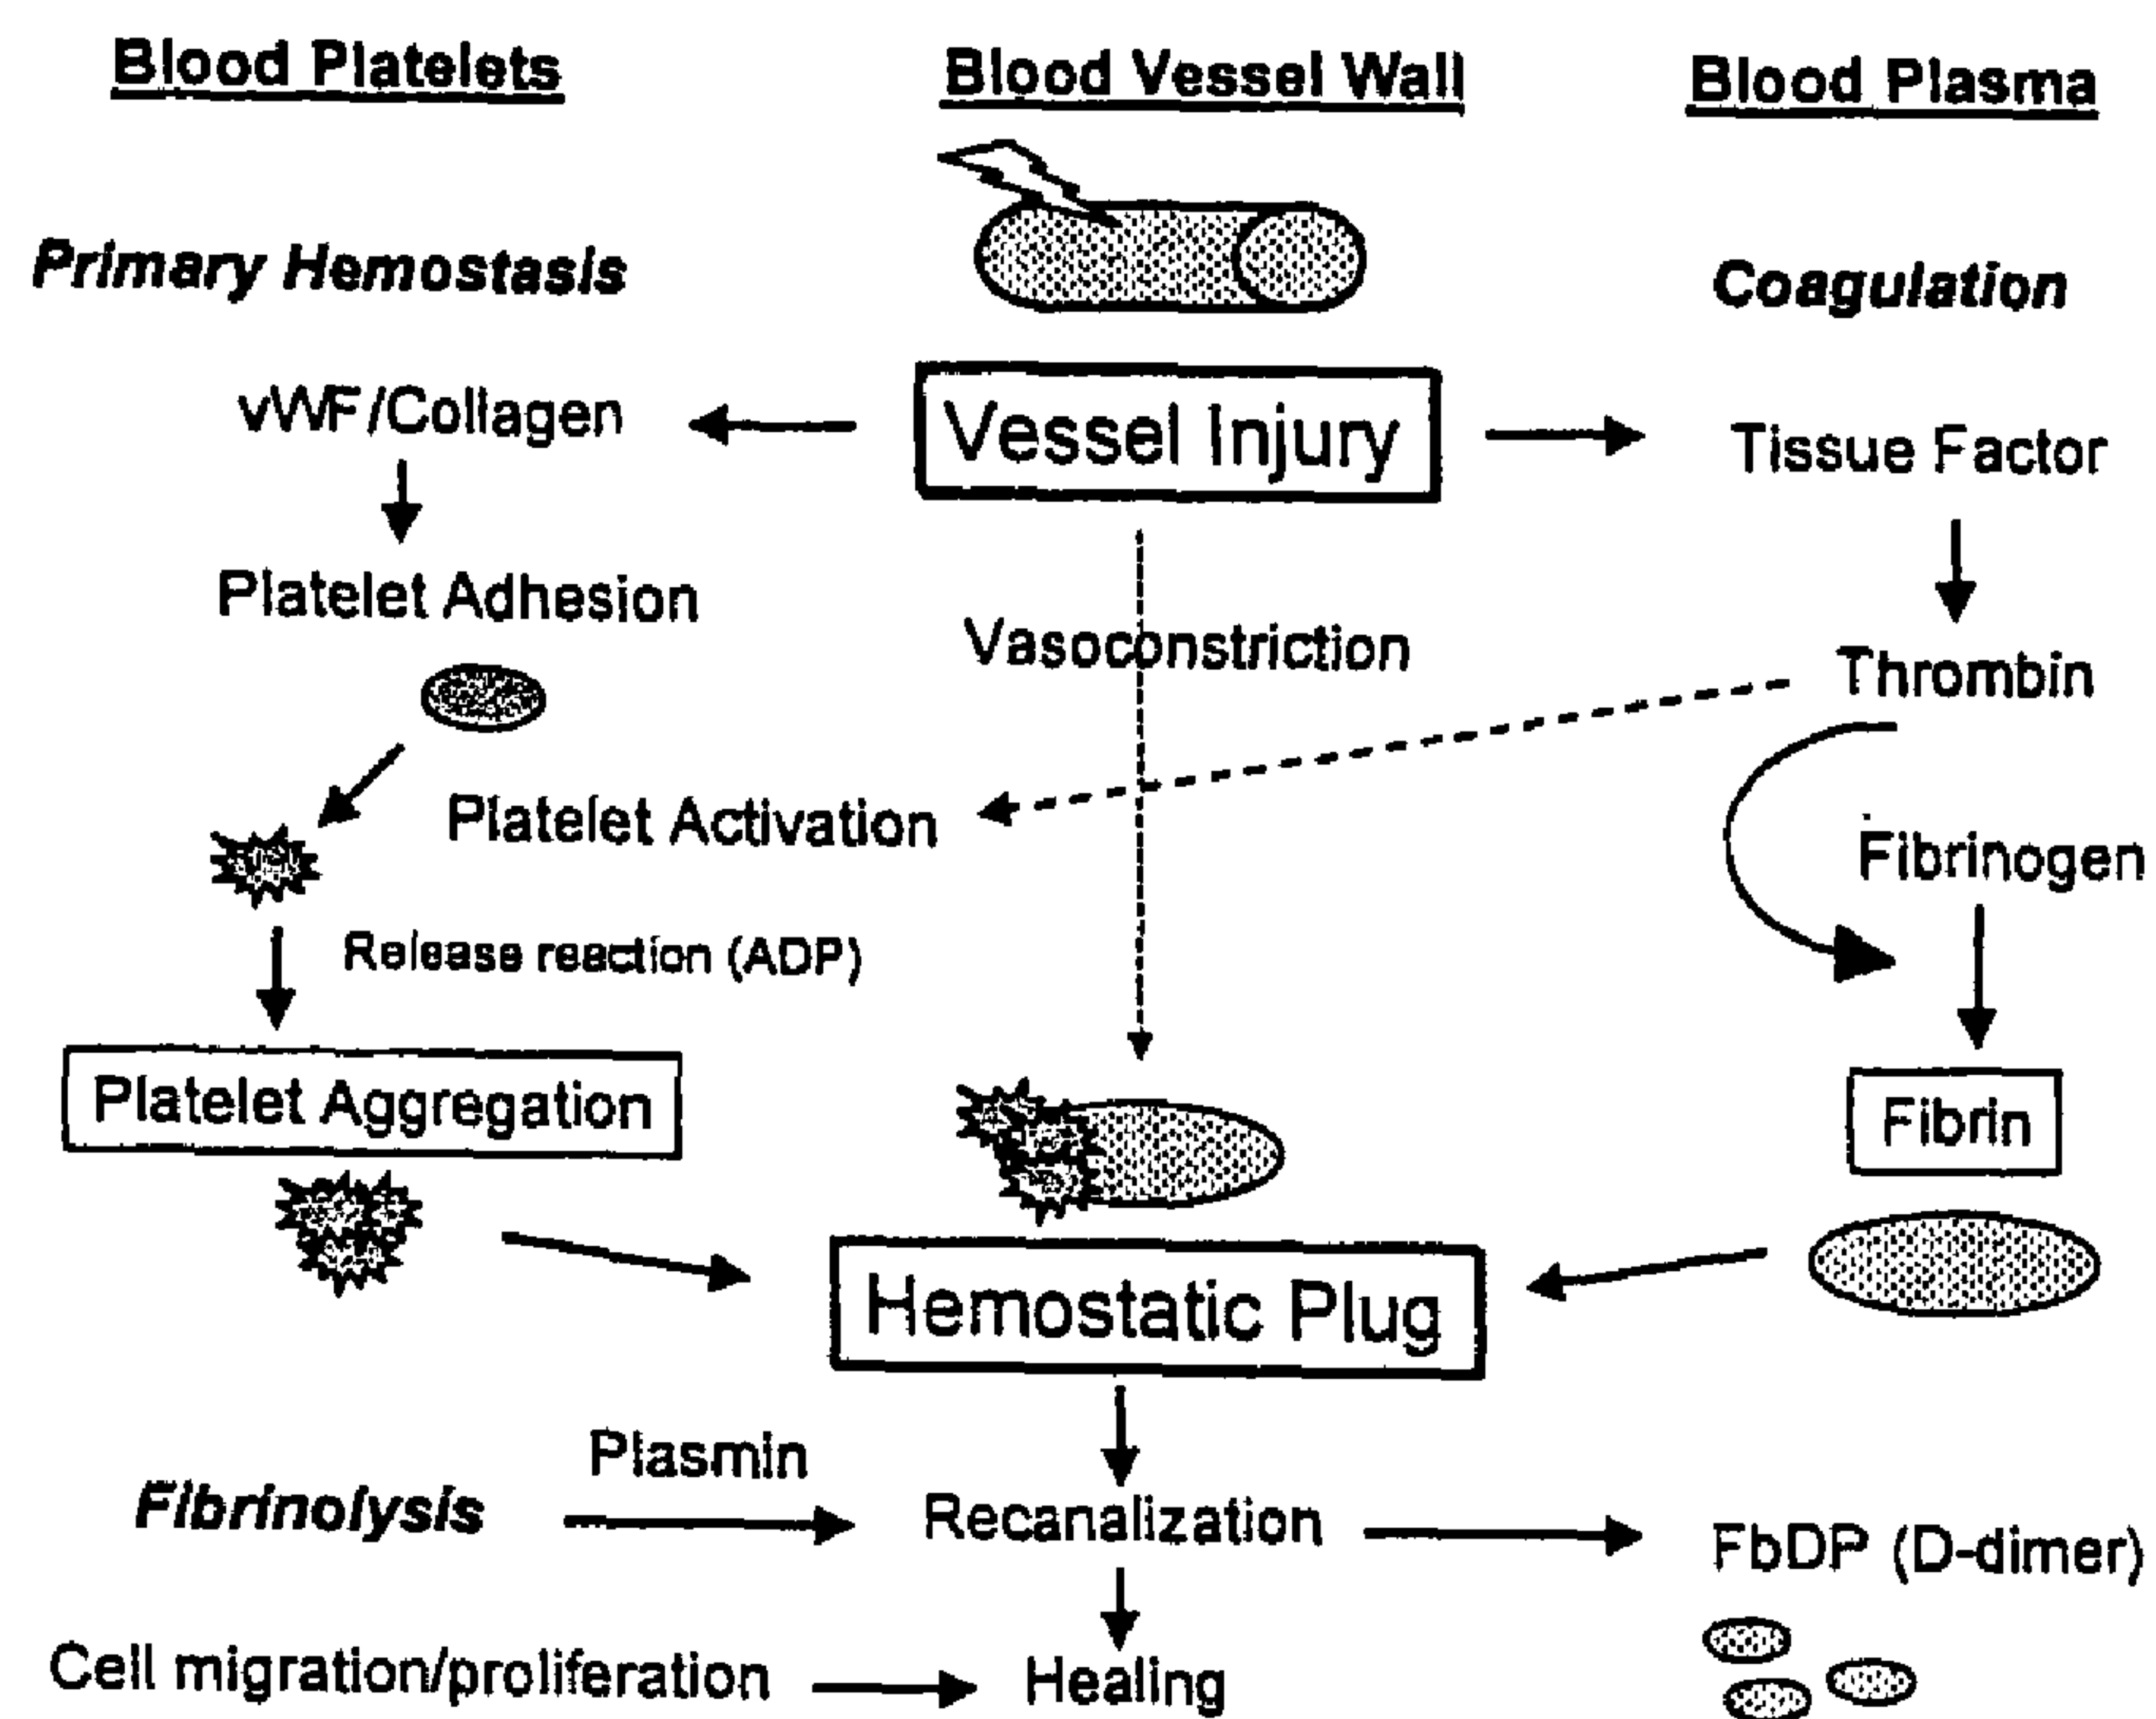 Blood Platelets
Blood Vessel Wall
Blood Plasma
Primary Hemostasis
Coagulation
vWF/Collagen
Vessel Injury
Tissue Factor
Platelet Adhesion
Vasoconstriction
Thrombin
Platelet Activation
Fibrinogen
Release reaction (ADP)
Platelet Aggregation
Fibrin
Hemostatic Plug
Plasmin
Fibrinolysis
Recanalization
FbDP (D-dimer)
Cell migration/proliferation
Healing